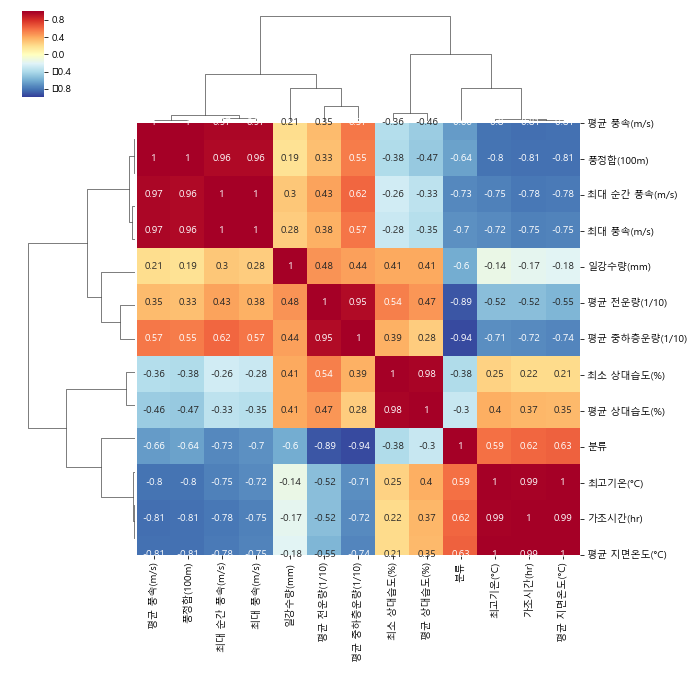 0.8
0.4
0.0
0.4
0.8
0.21 0.35 -0.36 -0.46 평균 풍속(m/s)
1 1 0.96 0.96 0.19 0.33 0.55 -0.38 -0.47 -0.64 -0.8 -0.81 -0.81 풍정합(100m)
0.97 0.96 1 1 0.3 0.43 0.62 -0.26 -0.33 -0.73 -0.75 -0.78 -0.78 최대 순간 풍속(m/s)
0.97 0.96 1 1 0.28 0.38 0.57 -0.28 -0.35 -0.7 -0.72 -0.75 -0.75 최대 풍속(m/s)
0.21 0.19 0.3 0.28 1 0.48 0.44 0.41 0.41 -0.6 -0.14 -0.17 -0.18 일강수량(mm)
0.35 0.33 0.43 0.38 0.48 1 0.95 0.54 0.47 -0.89 -0.52 -0.52 -0.55 평균 전운량(1/10)
0.57 0.55 0.62 0.57 0.44 0.95 1 0.39 0.28 -0.94 -0.71 -0.72 -0.74 평균 중하층운량(1/10)
-0.36 -0.38 -0.26 -0.28 0.41 0.54 0.39 1 0.98 -0.38 0.25 0.22 0.21 최소 상대습도(%)
-0.46 -0.47 -0.33 -0.35 0.41 0.47 0.28 0.98 1 -0.3 0.4 0.37 0.35 평균 상대습도(%)
-0.66 -0.64 -0.73 -0.7 -0.6 -0.89 -0.94 -0.38 -0.3 1 0.59 0.62 0.63 분류
-0.8 -0.8 -0.75 -0.72 -0.14 -0.52 -0.71 0.25 0.4 0.59 1 0.99 1 최고기온(°C)
-0.81 -0.81 -0.78 -0.75 -0.17 -0.52 -0.72 0.22 0.37 0.62 0.99 1 0.99 가조시간(hr)
-0.81 -0.81 -0.78 -0.75 -0.18 -0.55 -0.74 0.21 0.35 0.63 1 0.99 1 평균 지면온도(°C)
평균 풍속(m/s)
풍정합(100m)
최대 순간 풍속(m/s)
최대 풍속(m/s)
일강수량(mm)
평균 전운량(1/10)
평균 중하층운량(1/10)
최소 상대습도(%)
평균 상대습도(%)
분류
최고기온(°C)
가조시간(hr)
평균 지면온도(°C)